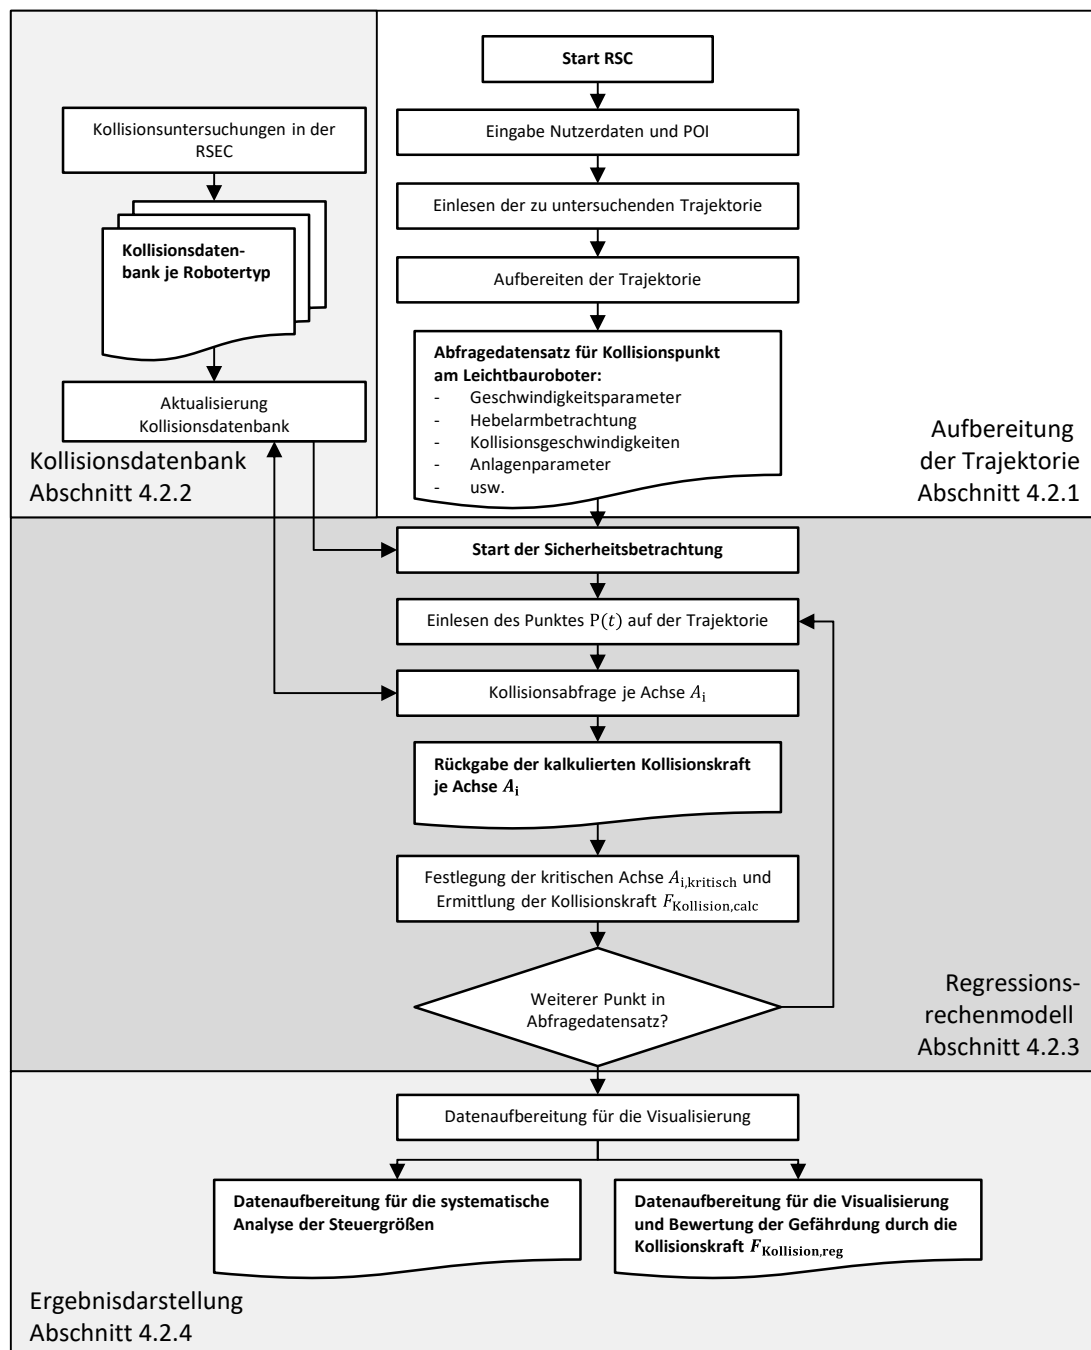 Start RSC
Eingabe Nutzerdaten und POI
Einlesen der zu untersuchenden Trajektorie
Aufbereiten der Trajektorie
Abfragedatensatz für Kollisionspunkt
am Leichtbauroboter:
- Geschwindigkeitsparameter
- Hebelarmbetrachtung
- Kollisionsgeschwindigkeiten
- Anlagenparameter
- usw.
Aufbereitung
der Trajektorie
Abschnitt 4.2.1
Kollisionsuntersuchungen in der
RSEC
Kollisionsdaten-
bank je Robotertyp
Aktualisierung
Kollisionsdatenbank
Kollisionsdatenbank
Abschnitt 4.2.2
Start der Sicherheitsbetrachtung
Einlesen des Punktes P(t) auf der Trajektorie
Kollisionsabfrage je Achse A_i
Rückgabe der kalkulierten Kollisionskraft
je Achse A_i
Festlegung der kritischen Achse A_i,kritisch und
Ermittlung der Kollisionskraft F_Kollision,calc
Weiterer Punkt in
Abfragedatensatz?
Regressions-
rechenmodell
Abschnitt 4.2.3
Datenaufbereitung für die Visualisierung
Datenaufbereitung für die systematische
Analyse der Steuergrößen
Datenaufbereitung für die Visualisierung
und Bewertung der Gefährdung durch die
Kollisionskraft F_Kollision,reg
Ergebnisdarstellung
Abschnitt 4.2.4